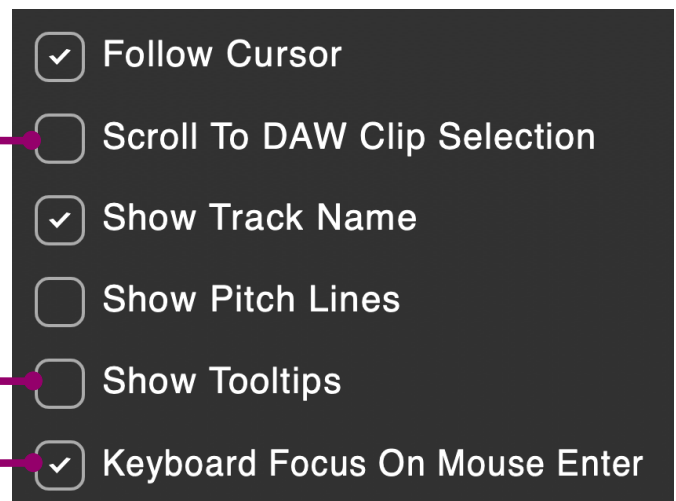 Follow Cursor
Scroll To DAW Clip Selection
Show Track Name
Show Pitch Lines
Show Tooltips
Keyboard Focus On Mouse Enter